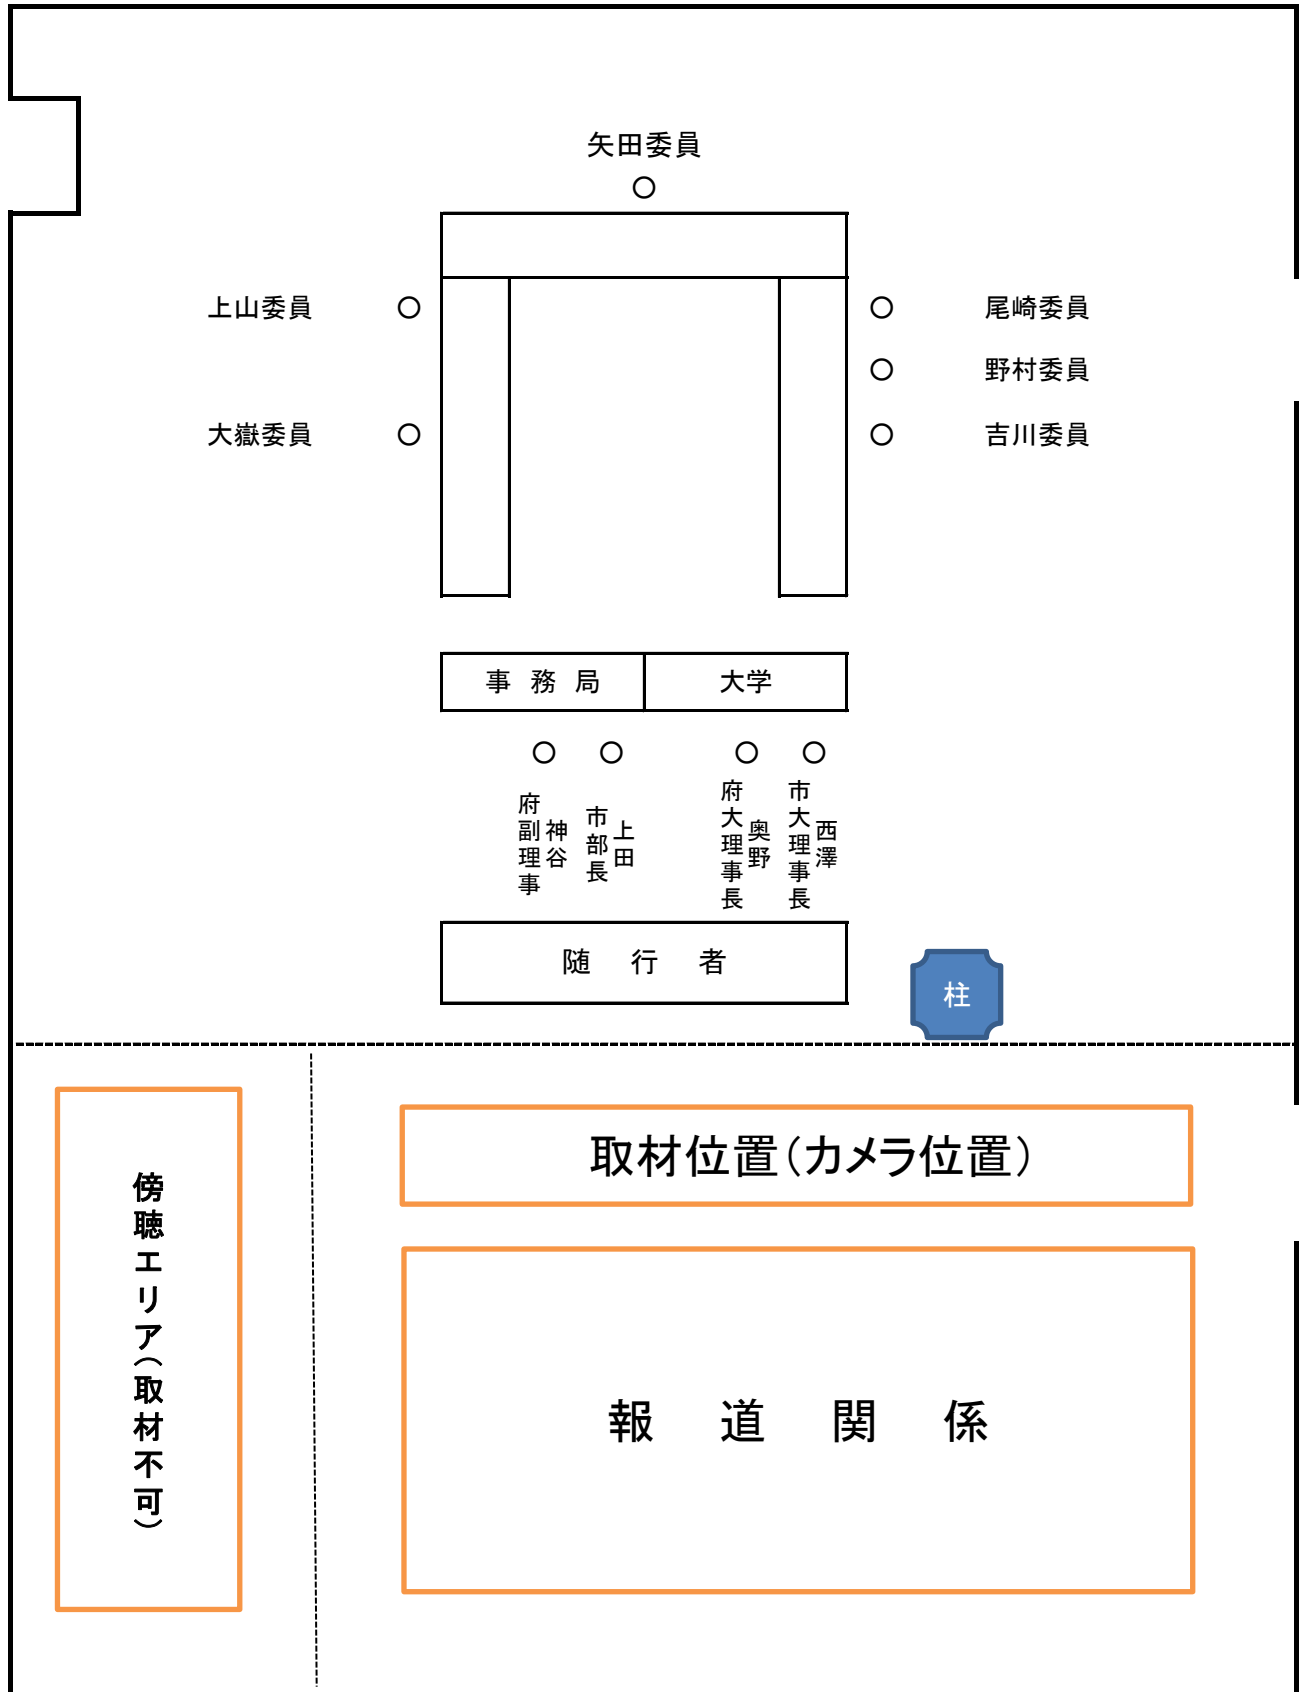 矢田委員
上山委員
尾崎委員
野村委員
大嶽委員
吉川委員
事務局
大学
府副理事
神谷
市部長
上田
府大理事長
奥野
市大理事長
西澤
随行者
柱
傍聴エリア(取材不可)
取材位置(カメラ位置)
報道関係